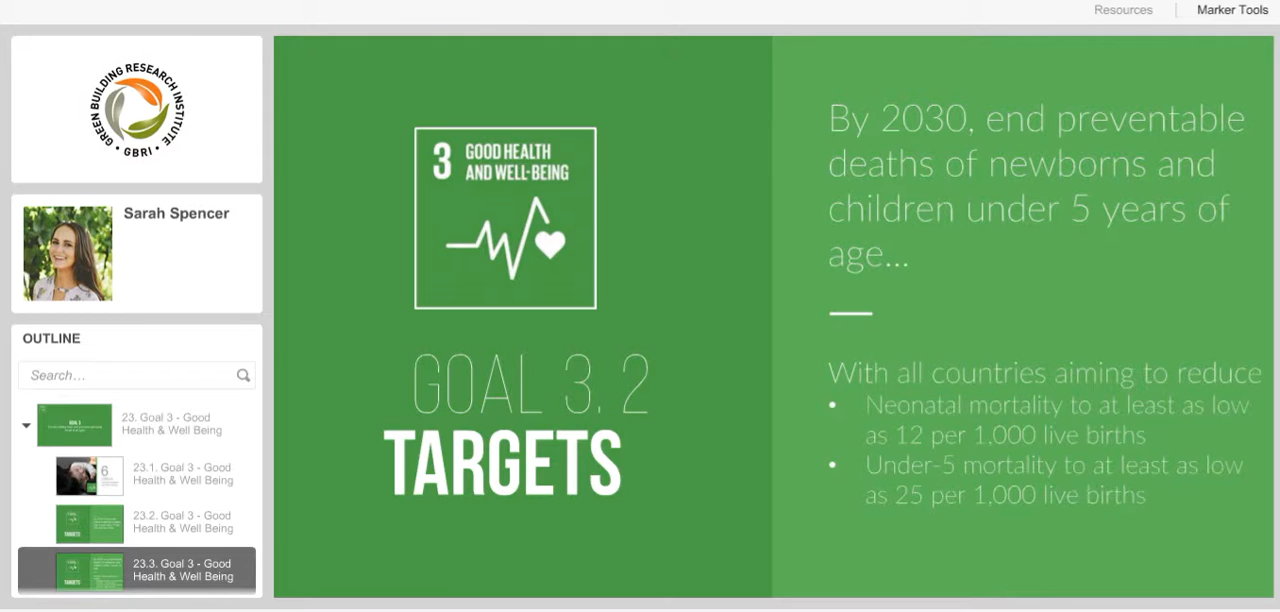 Resources | Marker Tools
GREEN BUILDING RESEARCH INSTITUTE
• GBRI •
Sarah Spencer
OUTLINE
Search...
23. Goal 3 - Good
Health & Well Being
6
23.1. Goal 3 - Good
Health & Well Being
TARGETS
23.2. Goal 3 - Good
Health & Well Being
TARGETS
23.3. Goal 3 - Good
Health & Well Being
3 GOOD HEALTH
AND WELL-BEING
GOAL 3.2
TARGETS
By 2030, end preventable
deaths of newborns and
children under 5 years of
age...
With all countries aiming to reduce
• Neonatal mortality to at least as low
as 12 per 1,000 live births
• Under-5 mortality to at least as low
as 25 per 1,000 live births